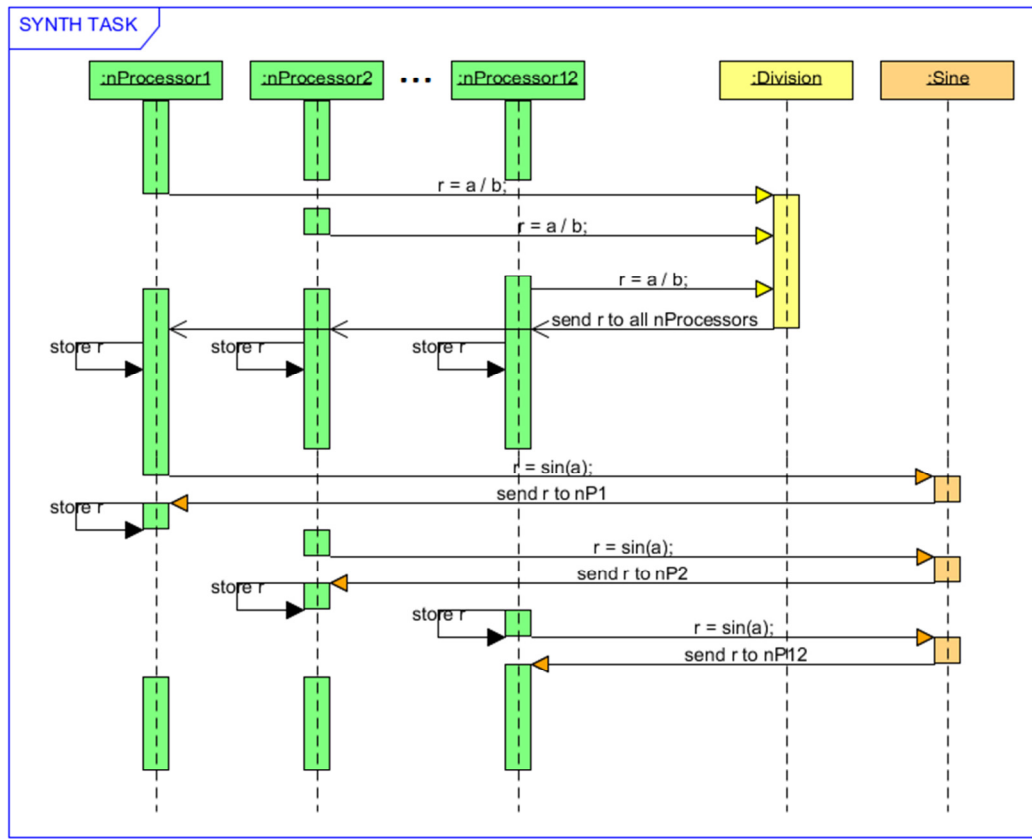 SYNTH TASK
:nProcessor1 :nProcessor2 ... :nProcessor12 :Division :Sine
r = a / b;
r = a / b;
r = a / b;
send r to all nProcessors
store r store r store r
r = sin(a);
send r to nP1
store r
r = sin(a);
send r to nP2
store r
store r
r = sin(a);
send r to nP12